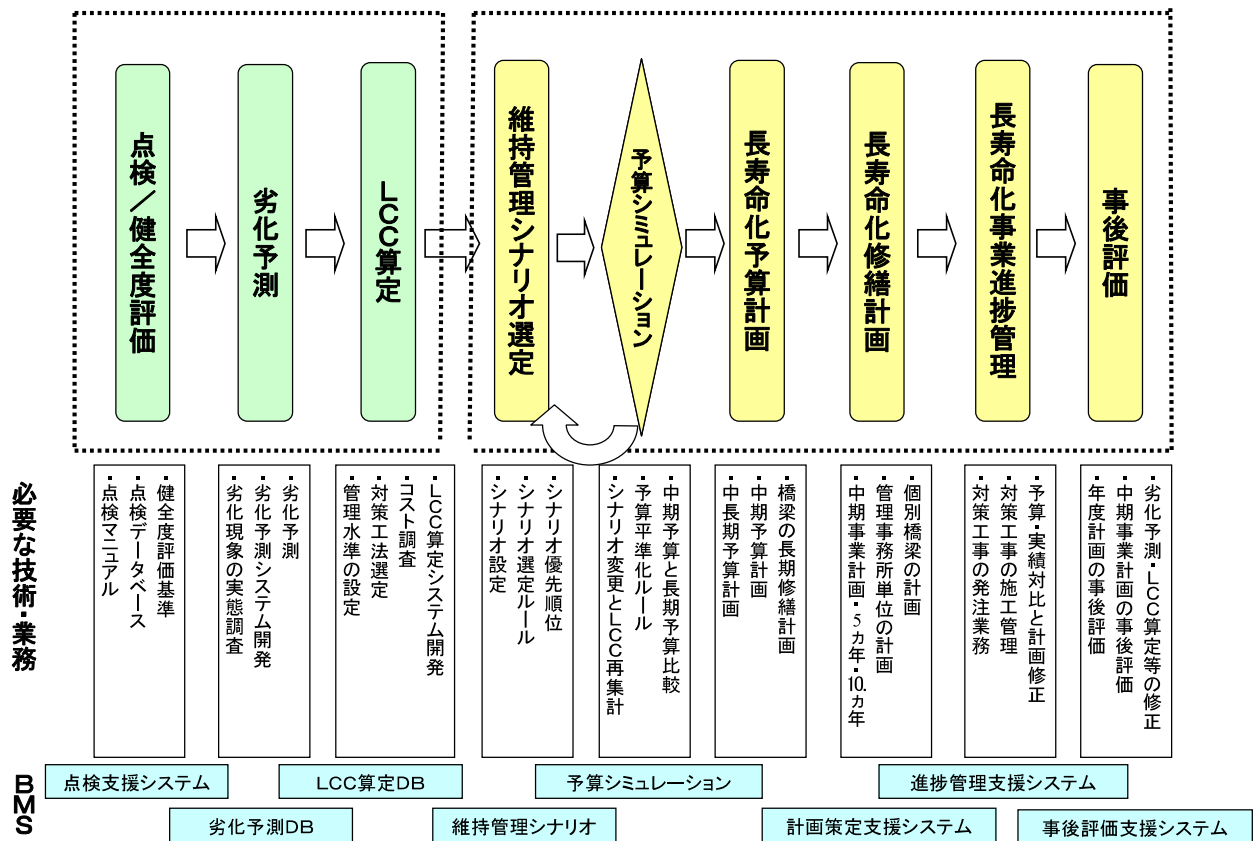 点検／健全度評価
劣化予測
LCC算定
維持管理シナリオ選定
予算シミュレーション
長寿命化予算計画
長寿命化修繕計画
長寿命化事業進捗管理
事後評価
必要な技術・業務
・健全度評価基準
・点検データベース
・点検マニュアル
・劣化予測
・劣化予測システム開発
・劣化現象の実態調査
・LCC算定システム開発
・コスト調査
・対策工法選定
・管理水準の設定
・シナリオ優先順位
・シナリオ選定ルール
・シナリオ設定
・中期予算と長期予算比較
・予算平準化ルール
・シナリオ変更とLCC再集計
・橋梁の長期修繕計画
・中期予算計画
・中長期予算計画
・個別橋梁の計画
・管理事務所単位の計画
・中期事業計画・5ヵ年・10.ヵ年
・予算・実績対比と計画修正
・対策工事の施工管理
・対策工事の発注業務
・劣化予測・LCC算定等の修正
・中期事業計画の事後評価
・年度計画の事後評価
BMS
点検支援システム
LCC算定DB
予算シミュレーション
進捗管理支援システム
劣化予測DB
維持管理シナリオ
計画策定支援システム
事後評価支援システム